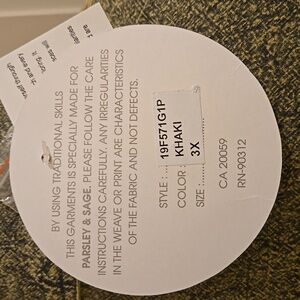 BY USING TRADITIONAL SKILLS
THIS GARMENTS IS SPECIALLY MADE FOR
PARSLEY & SAGE. PLEASE FOLLOW THE CARE
INSTRUCTIONS CAREFULLY. ANY IRREGULARITIES
IN THE WEAVE OR PRINT ARE CHARACTERISTICS
OF THE FABRIC AND NOT DEFECTS.
STYLE : 19F571G1P
COLOR : KHAKI
SIZE : 3X
CA 20059
RN-90312